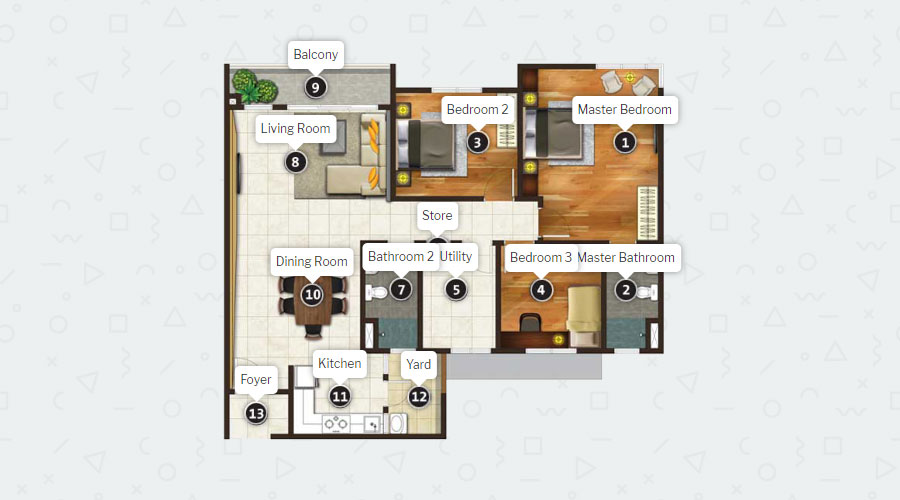 Balcony
9
Living Room
8
Bedroom 2
3
Master Bedroom
1
Store
Dining Room
10
Bathroom 2
7
Utility
5
Bedroom 3
4
Master Bathroom
2
Foyer
13
Kitchen
11
Yard
12